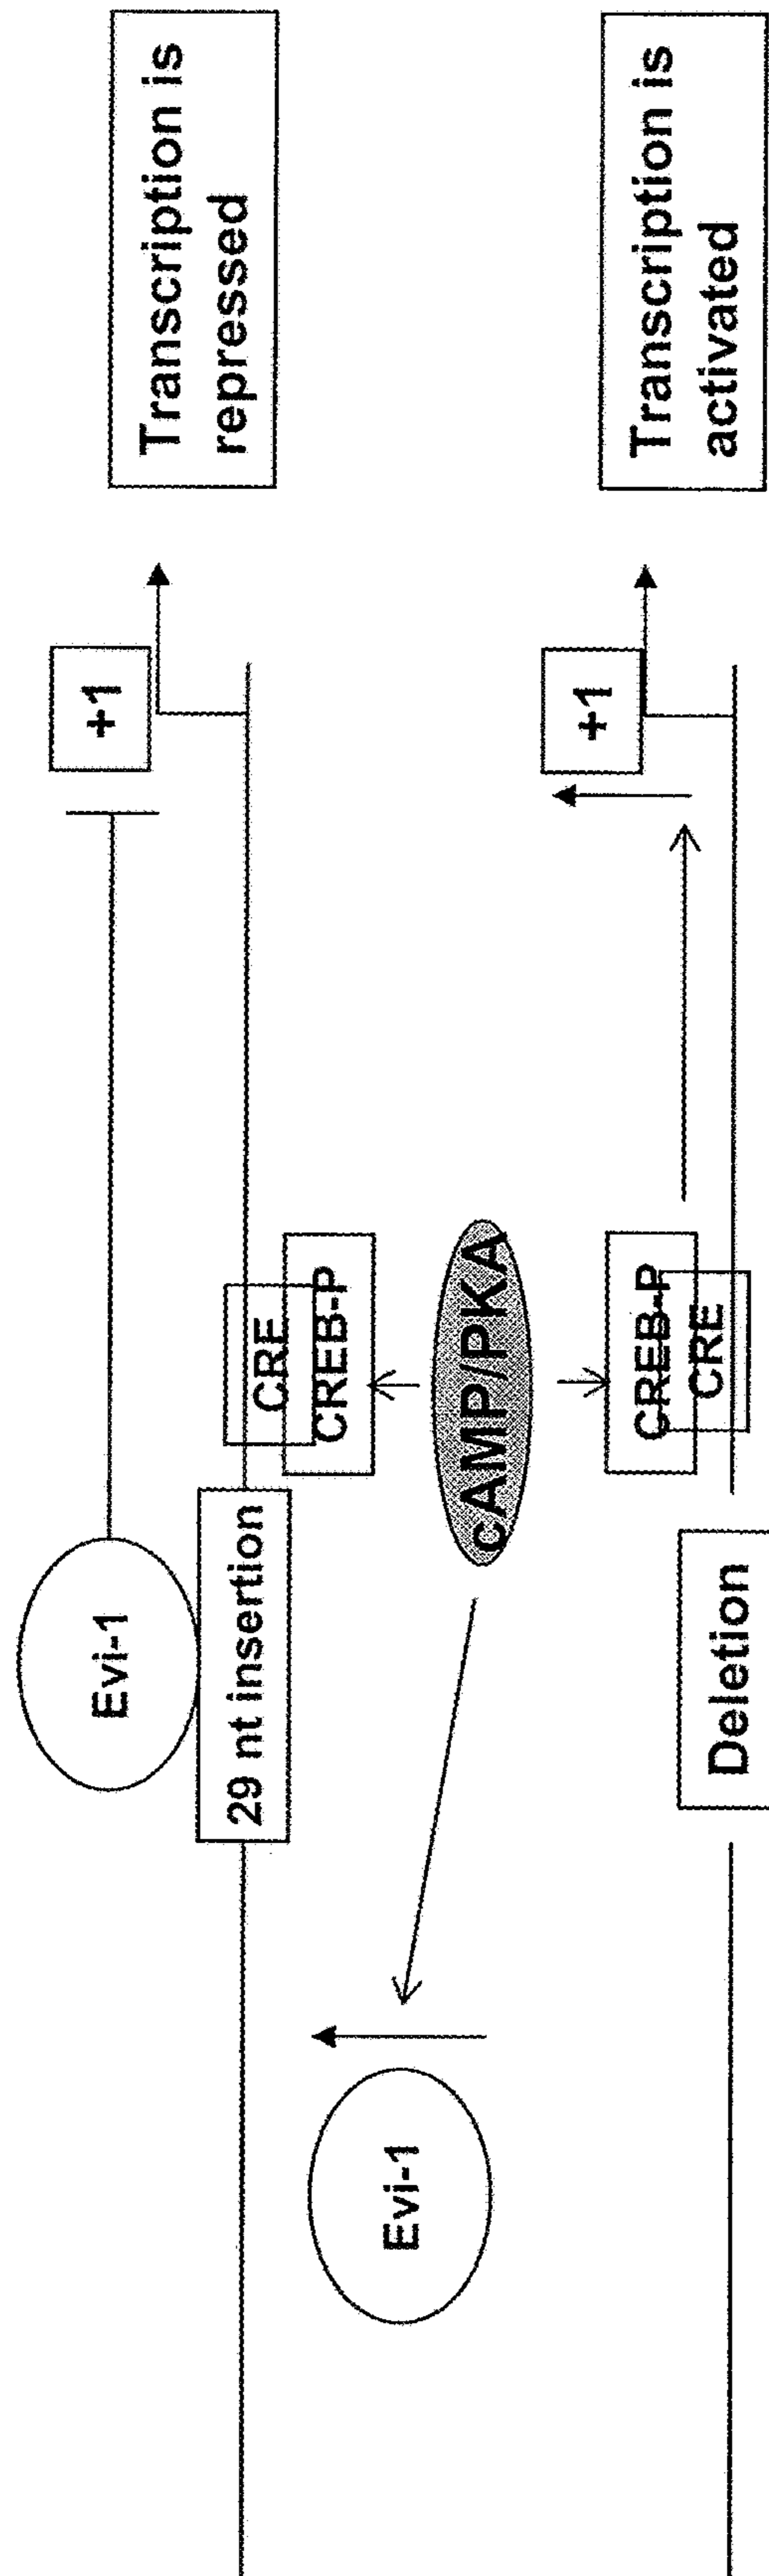 Evi-1
+1
Transcription is
repressed
29 nt insertion
CRE
CREB-P
Evi-1
cAMP/PKA
CREB-P
CRE
+1
Transcription is
activated
Deletion